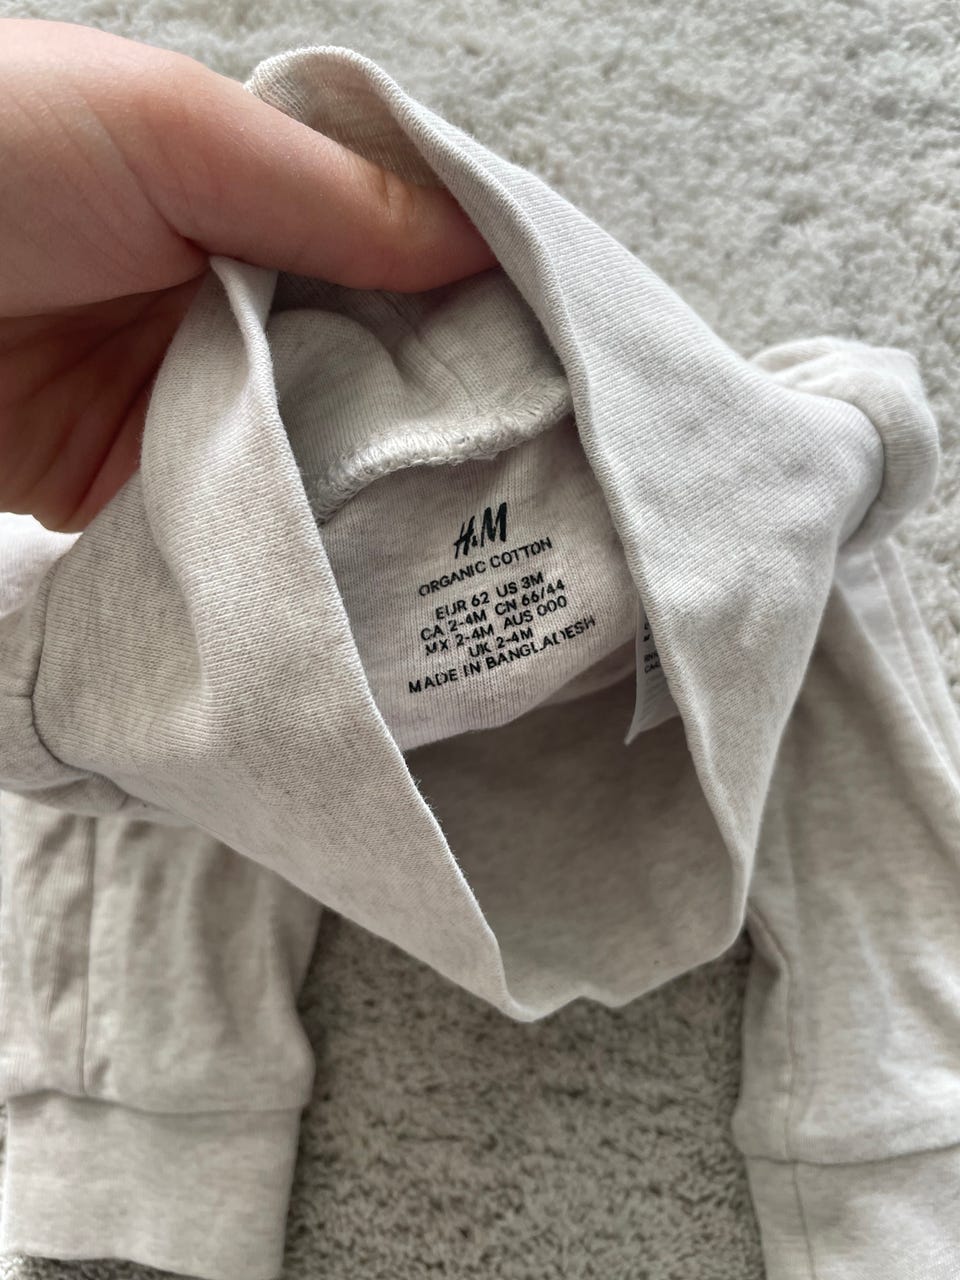 H&M
ORGANIC COTTON
EUR 62 US 3M
CA 2-4M CN 66/44
MX 2-4M AUS 000
UK 2-4M
MADE IN BANGLADESH